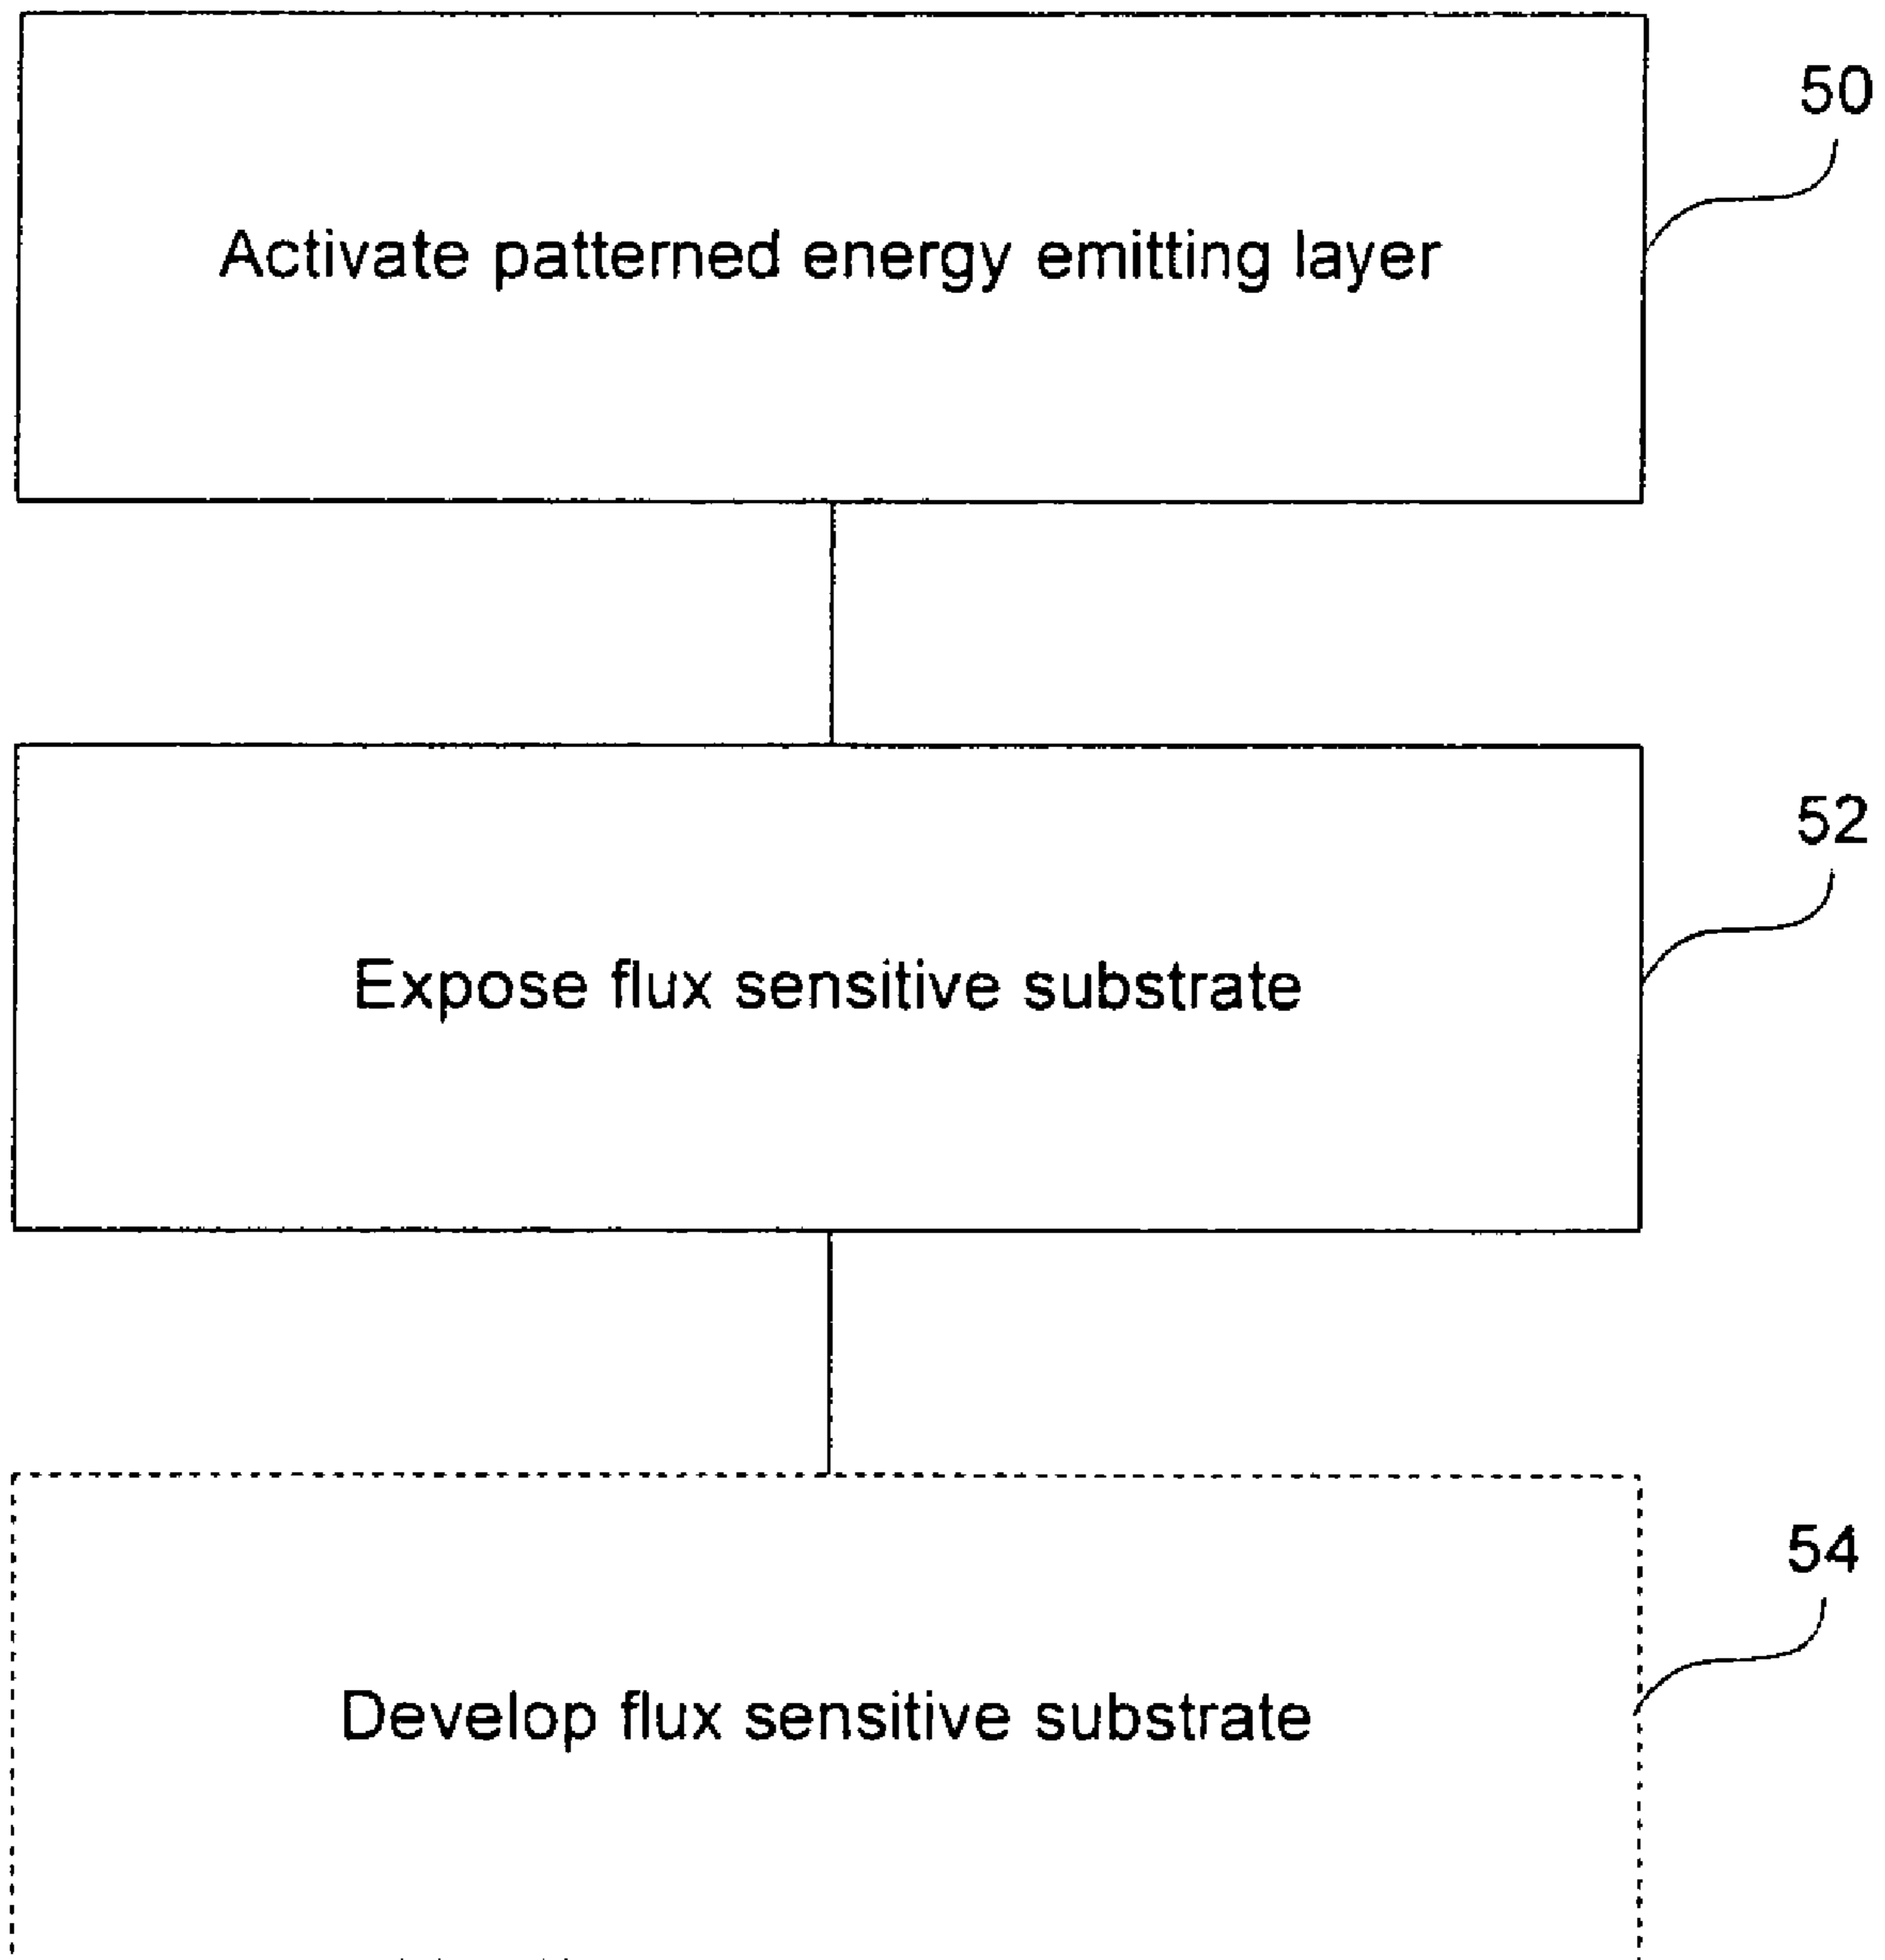 50
Activate patterned energy emitting layer
52
Expose flux sensitive substrate
54
Develop flux sensitive substrate